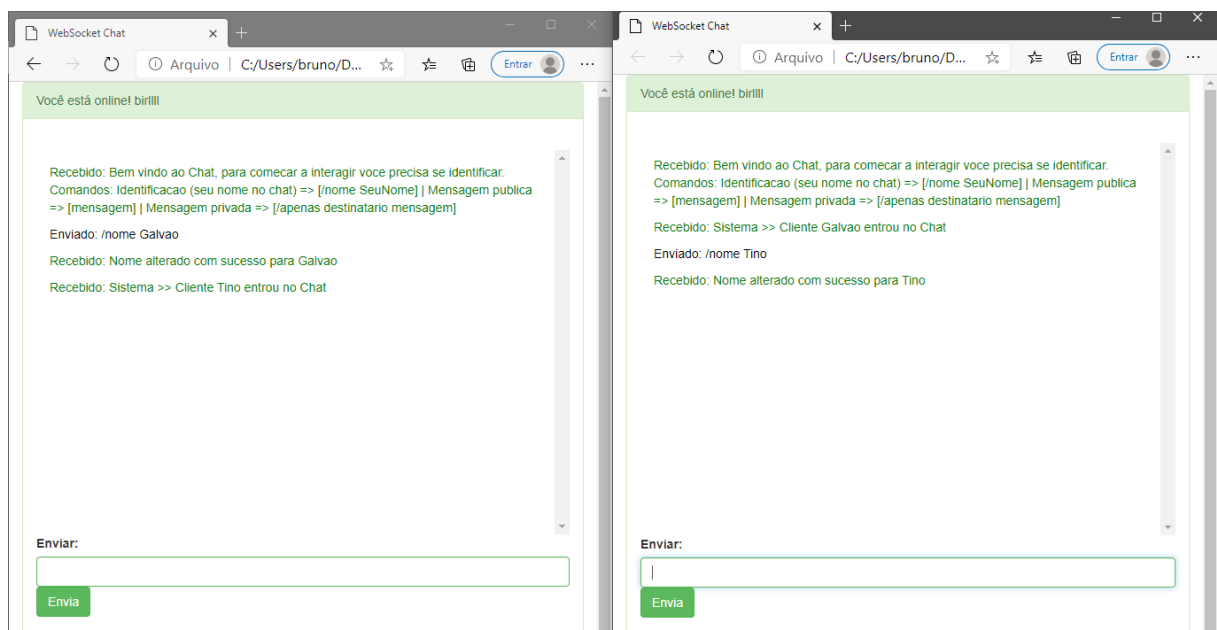 WebSocket Chat
Arquivo | C:/Users/bruno/D...
Entrar
Você está online! birllll
Recebido: Bem vindo ao Chat, para comecar a interagir voce precisa se identificar.
Comandos: Identificacao (seu nome no chat) => [/nome SeuNome] | Mensagem publica
=> [mensagem] | Mensagem privada => [/apenas destinatario mensagem]
Enviado: /nome Galvao
Recebido: Nome alterado com sucesso para Galvao
Recebido: Sistema >> Cliente Tino entrou no Chat
Enviar:
Envia
WebSocket Chat
Arquivo | C:/Users/bruno/D...
Entrar
Você está online! birllll
Recebido: Bem vindo ao Chat, para comecar a interagir voce precisa se identificar.
Comandos: Identificacao (seu nome no chat) => [/nome SeuNome] | Mensagem publica
=> [mensagem] | Mensagem privada => [/apenas destinatario mensagem]
Recebido: Sistema >> Cliente Galvao entrou no Chat
Enviado: /nome Tino
Recebido: Nome alterado com sucesso para Tino
Enviar:
Envia